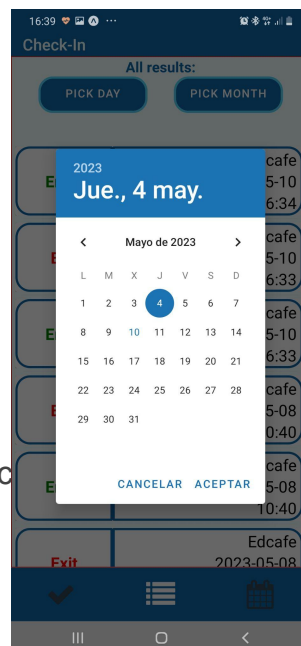 16:39
Check-In
All results:
PICK DAY PICK MONTH
2023
Jue., 4 may.
Mayo de 2023
L M X J V S D
1 2 3 4 5 6 7
8 9 10 11 12 13 14
15 16 17 18 19 20 21
22 23 24 25 26 27 28
29 30 31
CANCELAR ACEPTAR
cafe
E 5-10
6:34
cafe
E 5-10
6:33
cafe
E 5-10
6:33
cafe
E 5-08
0:40
cafe
E 5-08
10:40
Edcafe
Exit 2023-05-08
c